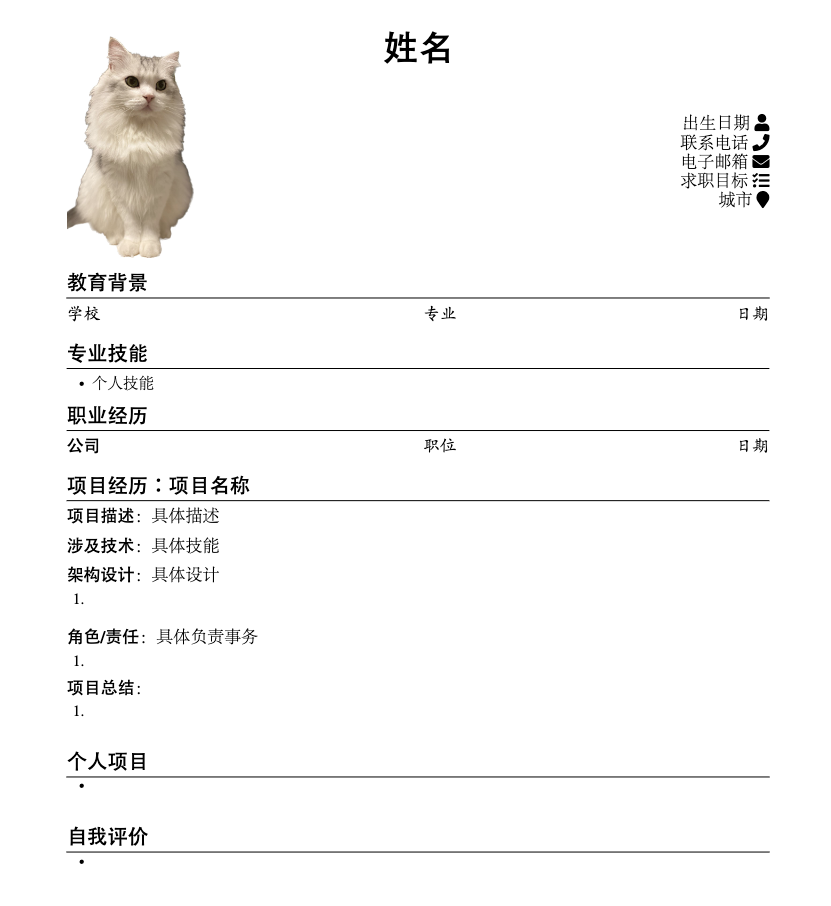 姓名
出生日期
联系电话
电子邮箱
求职目标
城市
教育背景
学校 专业 日期
专业技能
• 个人技能
职业经历
公司 职位 日期
项目经历：项目名称
项目描述：具体描述
涉及技术：具体技能
架构设计：具体设计
1.
角色/责任：具体负责事务
1.
项目总结：
1.
个人项目
•
自我评价
•